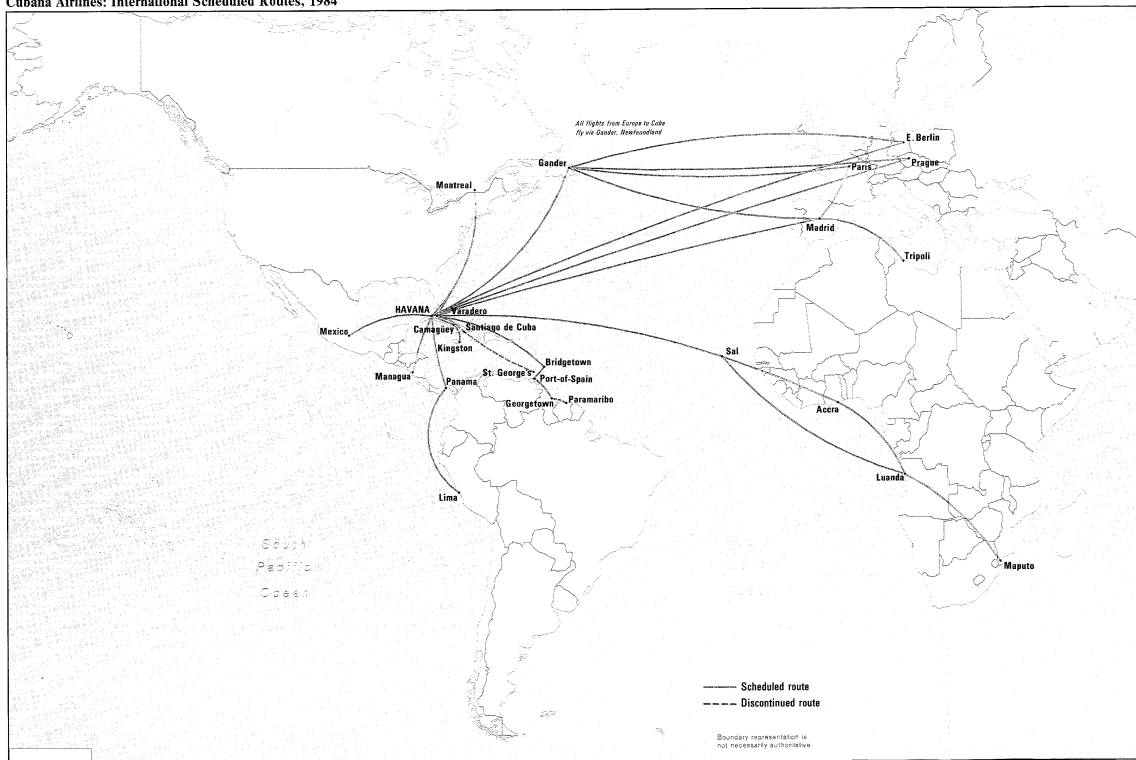 Cubana Airlines: International Scheduled Routes, 1984
All flights from Europe to Cuba
fly via Gander, Newfoundland
E. Berlin
Gander
Paris
Prague
Montreal
Madrid
Tripoli
HAVANA
Varadero
Mexico
Camagüey
Santiago de Cuba
Kingston
Sal
Bridgetown
St. George's
Managua
Panama
Port-of-Spain
Georgetown
Paramaribo
Accra
Luanda
Lima
South
Pacific
Ocean
Maputo
Scheduled route
Discontinued route
Boundary representation is
not necessarily authoritative.